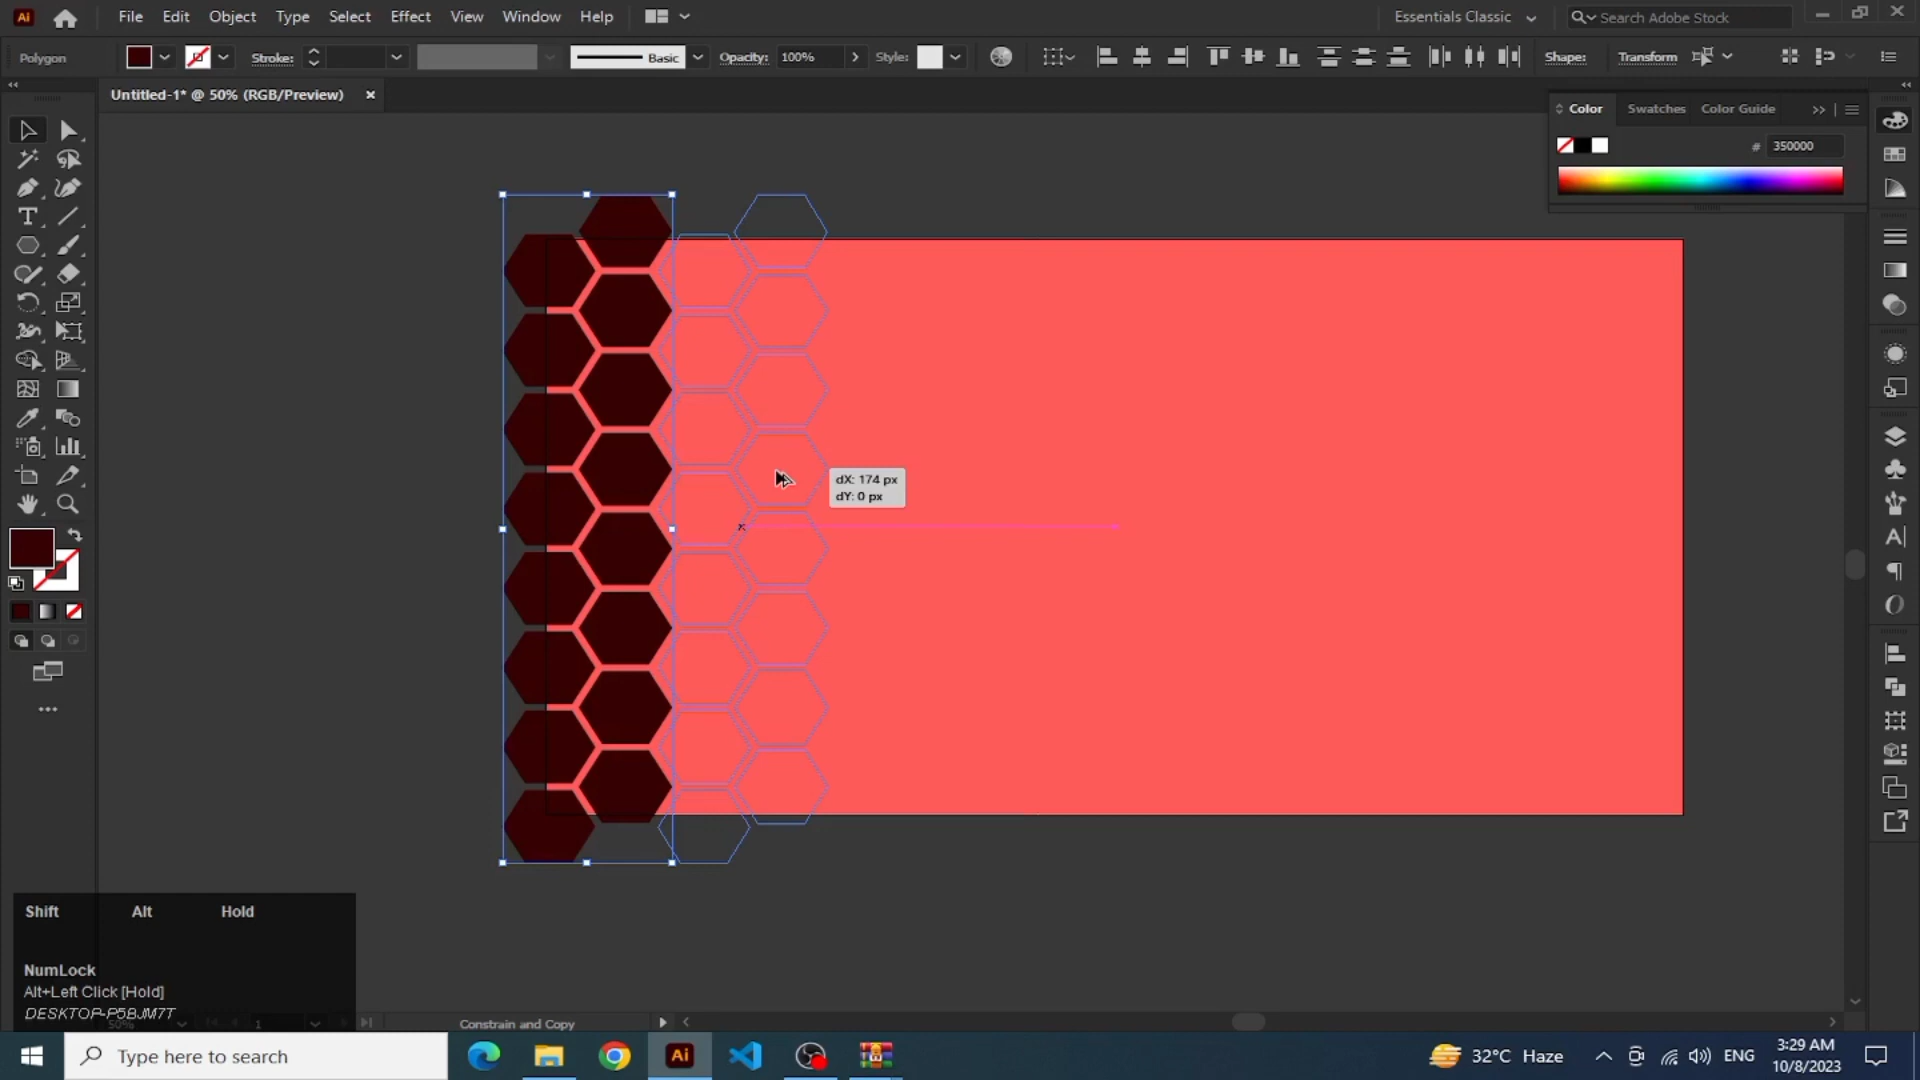 Ai File Edit Object Type Select Effect View Window Help Essentials Classic Search Adobe Stock
Polygon Stroke: Basic Opacity: 100% Style: Shape: Transform
Untitled-1* @ 50% (RGB/Preview)
Color Swatches Color Guide
# 350000
dX: 174 px
dY: 0 px
Shift Alt Hold
NumLock
Alt+Left Click [Hold]
DESKTOP-P5BJM7T
50% 1 Constrain and Copy
Type here to search Ai 32°C Haze ENG
3:29 AM
10/8/2023